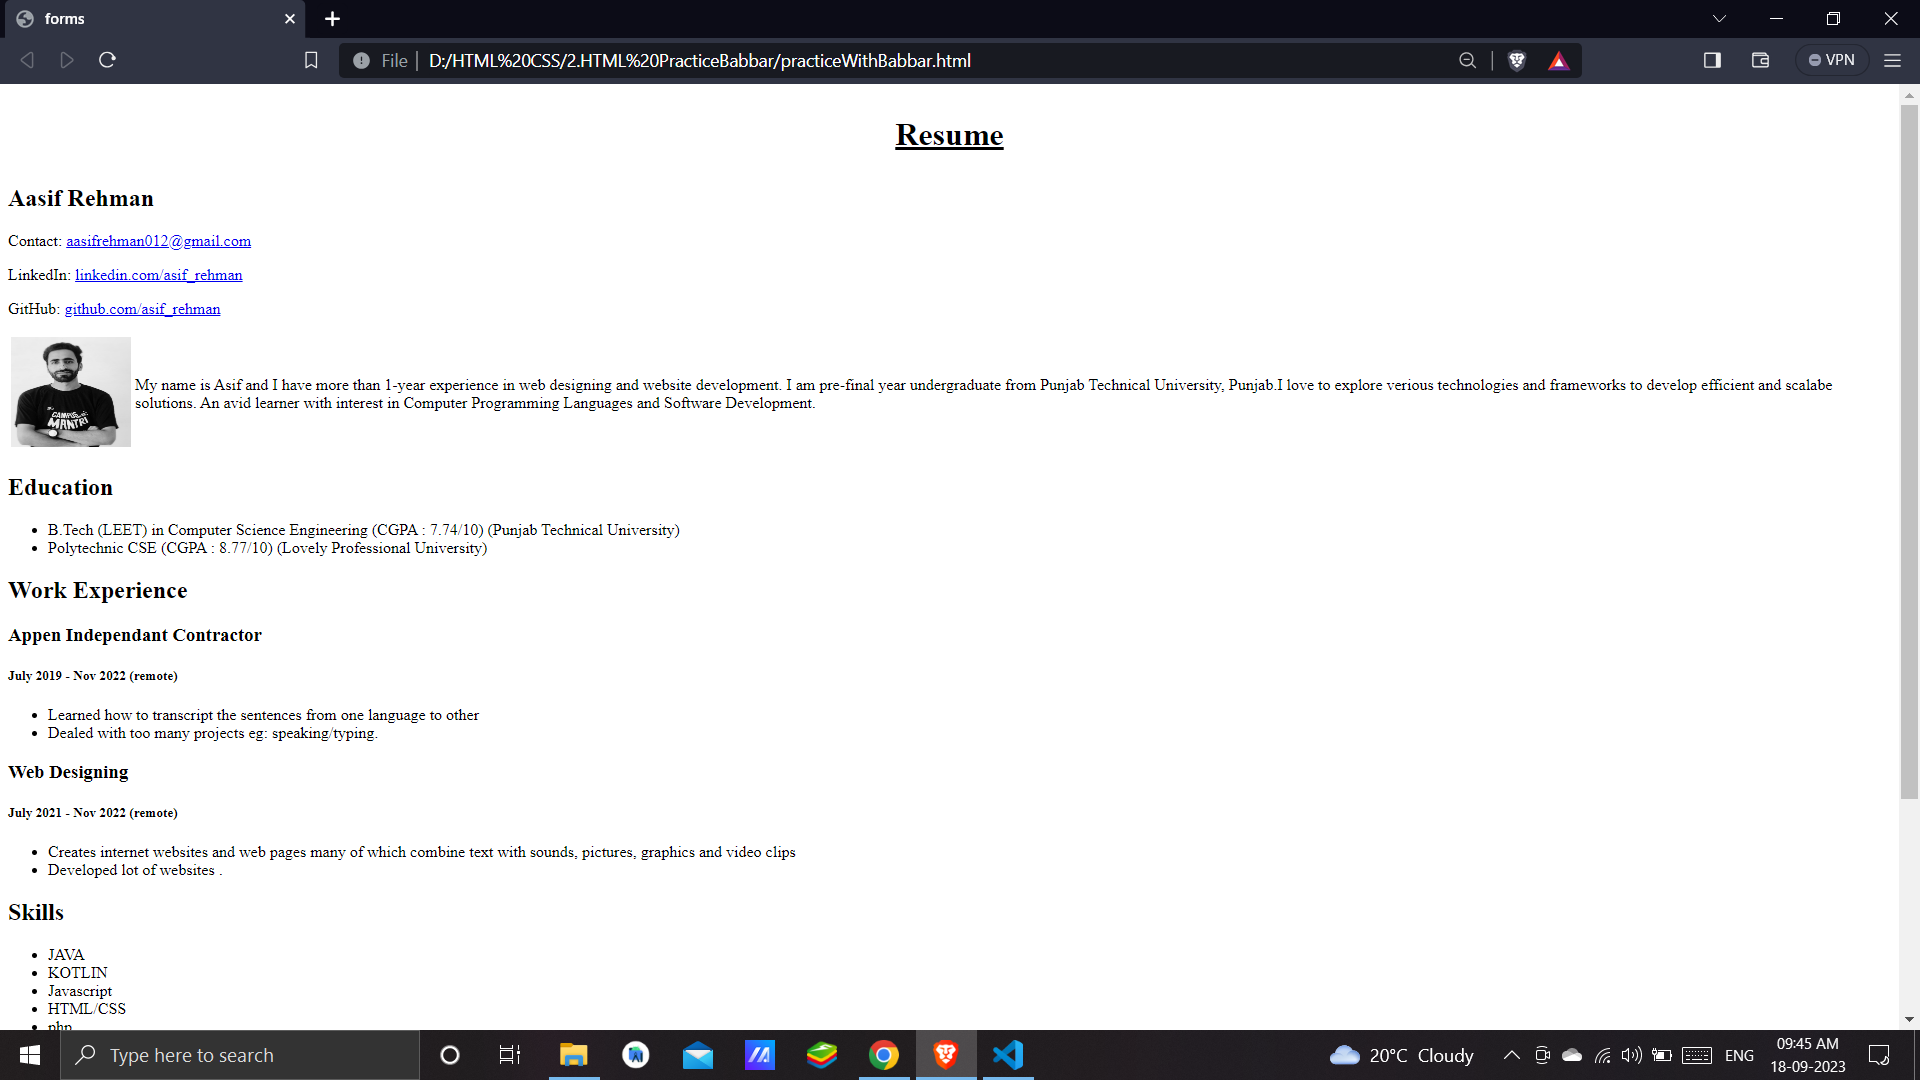 forms
File
D:/HTML%20CSS/2.HTML%20PracticeBabbar/practiceWithBabbar.html
VPN
Resume
Aasif Rehman
Contact: aasifrehman012@gmail.com
LinkedIn: linkedin.com/asif_rehman
GitHub: github.com/asif_rehman
CAMPUS
MANTRI
My name is Asif and I have more than 1-year experience in web designing and website development. I am pre-final year undergraduate from Punjab Technical University, Punjab.I love to explore verious technologies and frameworks to develop efficient and scalabe
solutions. An avid learner with interest in Computer Programming Languages and Software Development.
Education
• B.Tech (LEET) in Computer Science Engineering (CGPA : 7.74/10) (Punjab Technical University)
• Polytechnic CSE (CGPA : 8.77/10) (Lovely Professional University)
Work Experience
Appen Independant Contractor
July 2019 - Nov 2022 (remote)
• Learned how to transcript the sentences from one language to other
• Dealed with too many projects eg: speaking/typing.
Web Designing
July 2021 - Nov 2022 (remote)
• Creates internet websites and web pages many of which combine text with sounds, pictures, graphics and video clips
• Developed lot of websites .
Skills
• JAVA
• KOTLIN
• Javascript
• HTML/CSS
• php
Type here to search
20°C Cloudy
ENG
09:45 AM
18-09-2023